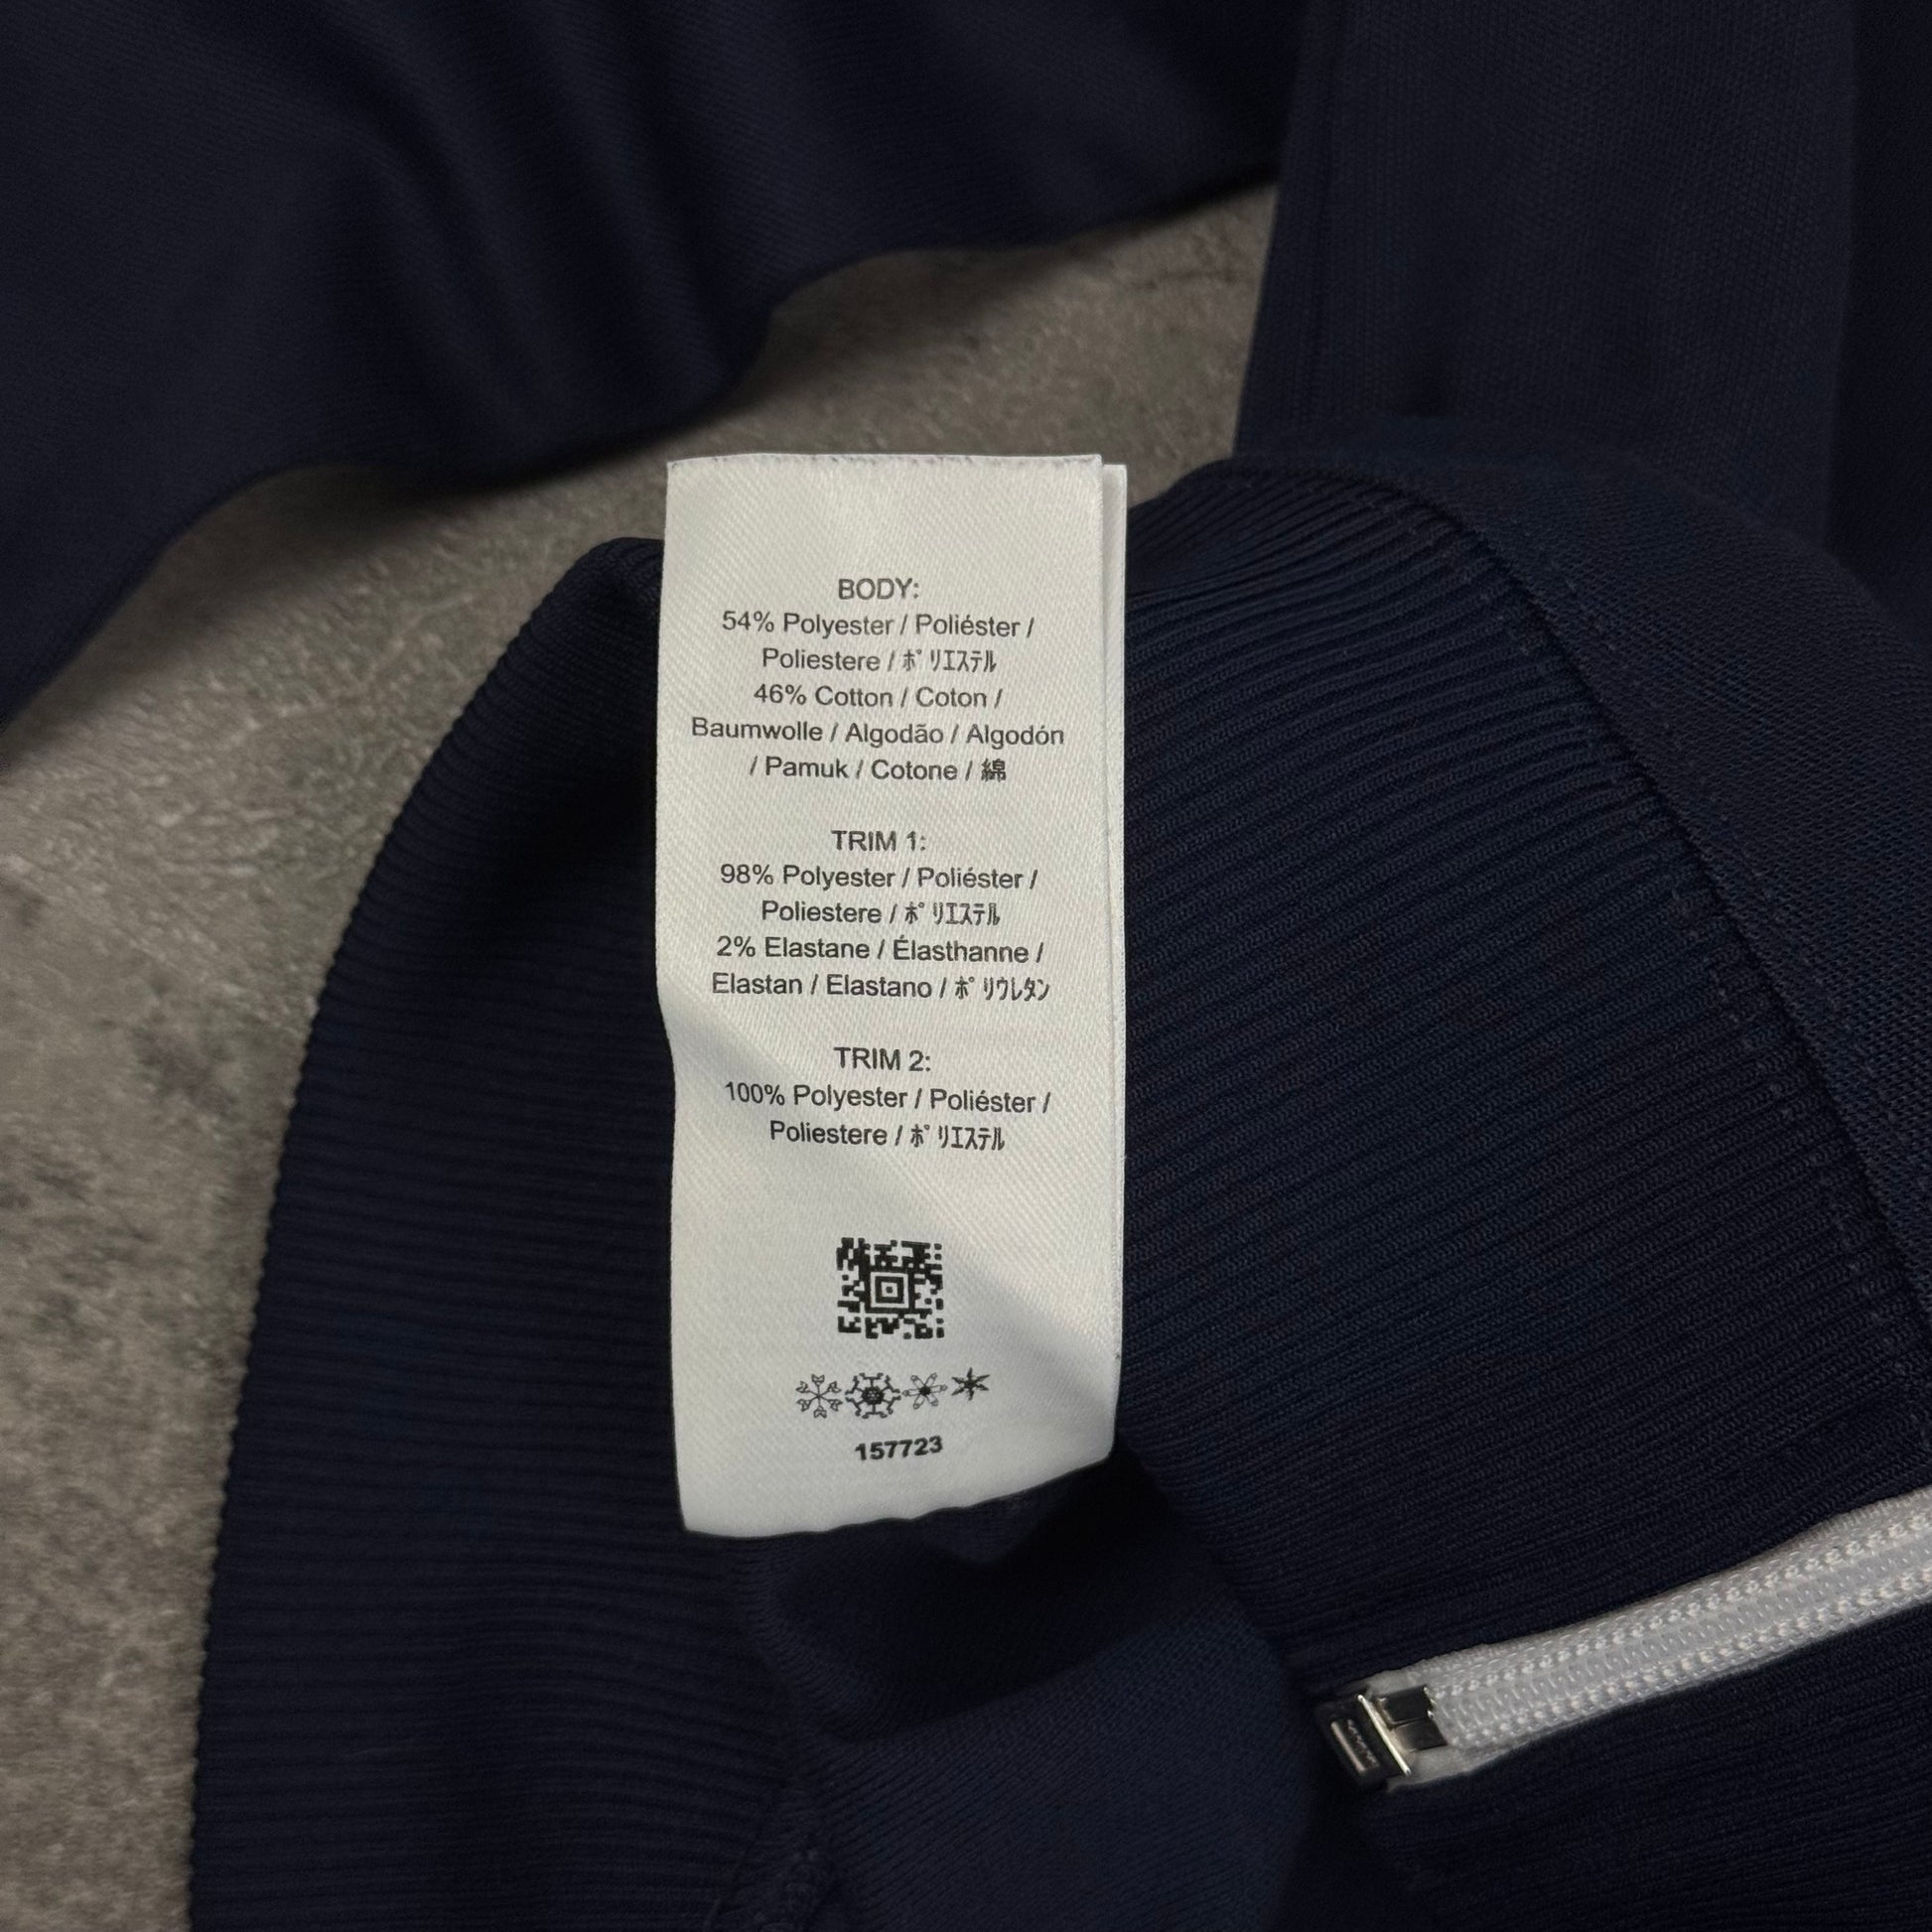 BODY:
54% Polyester / Poliéster /
Poliestere / ﾎﾟﾘｴｽﾃﾙ
46% Cotton / Coton /
Baumwolle / Algodão / Algodón
/ Pamuk / Cotone / 綿
TRIM 1:
98% Polyester / Poliéster /
Poliestere / ﾎﾟﾘｴｽﾃﾙ
2% Elastane / Élasthanne /
Elastan / Elastano / ﾎﾟﾘｳﾚﾀﾝ
TRIM 2:
100% Polyester / Poliéster /
Poliestere / ﾎﾟﾘｴｽﾃﾙ
157723